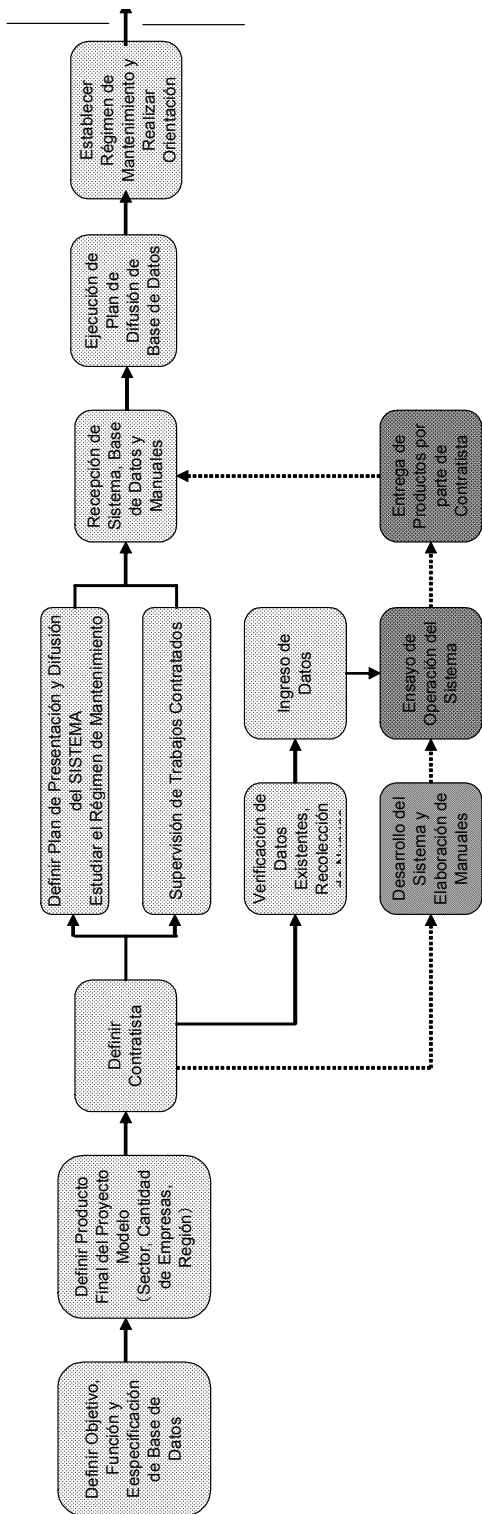 Definir Objetivo,
Función y
Eespecificación
de Base de
Datos
Definir Producto
Final del Proyecto
Modelo
(Sector, Cantidad
de Empresas,
Región)
Definir
Contratista
Definir Plan de Presentación y Difusión
del SISTEMA
Estudiar el Régimen de Mantenimiento
Supervisión de Trabajos Contratados
Verificación de
Datos
Existentes,
Recolección
Ingreso de
Datos
Desarrollo del
Sistema y
Elaboración de
Manuales
Ensayo de
Operación del
Sistema
Entrega de
Productos por
parte de
Contratista
Recepción de
Sistema, Base
de Datos y
Manuales
Ejecución de
Plan de
Difusión de
Base de Datos
Establecer
Régimen de
Mantenimiento y
Realizar
Orientación